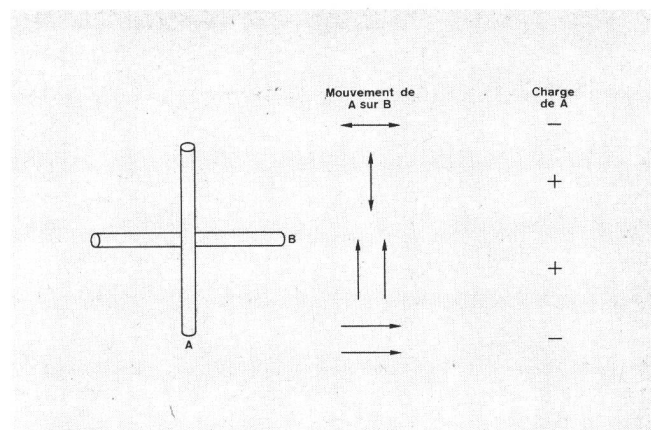 Mouvement de
A sur B
Charge
de A
−
+
B
+
−
A